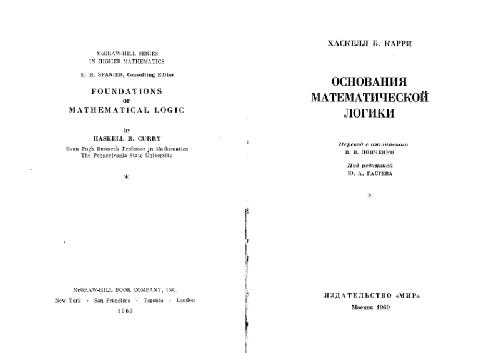 McGRAW-HILL SERIES
IN HIGHER MATHEMATICS
E. H. SPANIER, Consulting Editor
FOUNDATIONS
OF
MATHEMATICAL LOGIC
by
HASKELL B. CURRY
Evan Pugh Research Professor in Mathematics
The Pennsylvania State University
*
McGRAW-HILL BOOK COMPANY, INC.
New York · San Francisco · Toronto · London
1963
ХАСКЕЛЛ Б. КАРРИ
ОСНОВАНИЯ
МАТЕМАТИЧЕСКОЙ
ЛОГИКИ
Перевод с английского
В. В. ДОНЧЕНКО
Под редакцией
Ю. А. ГАСТЕВА
*
ИЗДАТЕЛЬСТВО «МИР»
Москва 1969